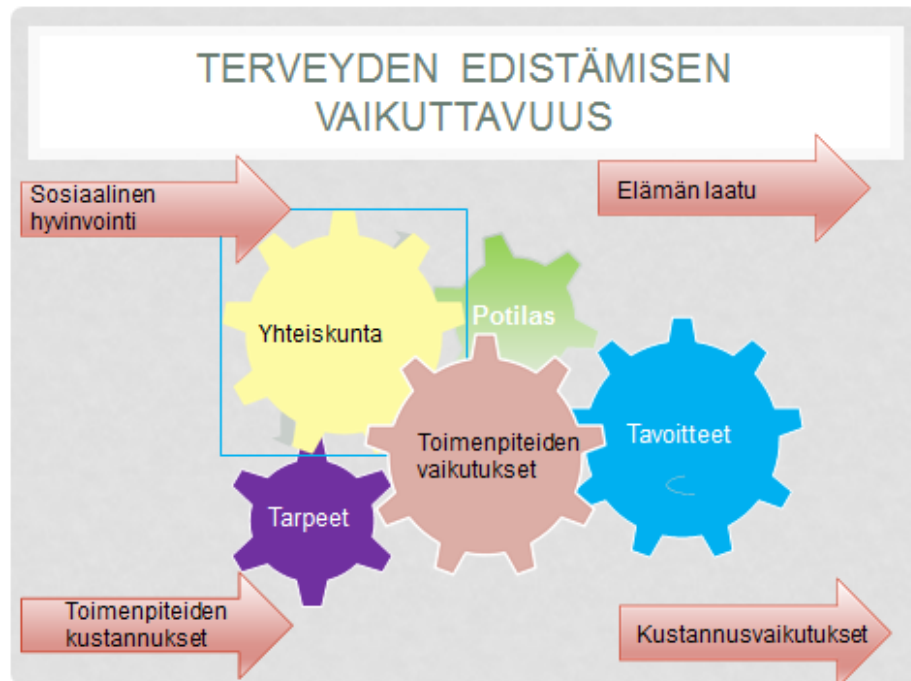 TERVEYDEN EDISTÄMISEN
VAIKUTTAVUUS
Sosiaalinen
hyvinvointi
Elämän laatu
Yhteiskunta
Potilas
Toimenpiteiden
vaikutukset
Tavoitteet
Tarpeet
Toimenpiteiden
kustannukset
Kustannusvaikutukset